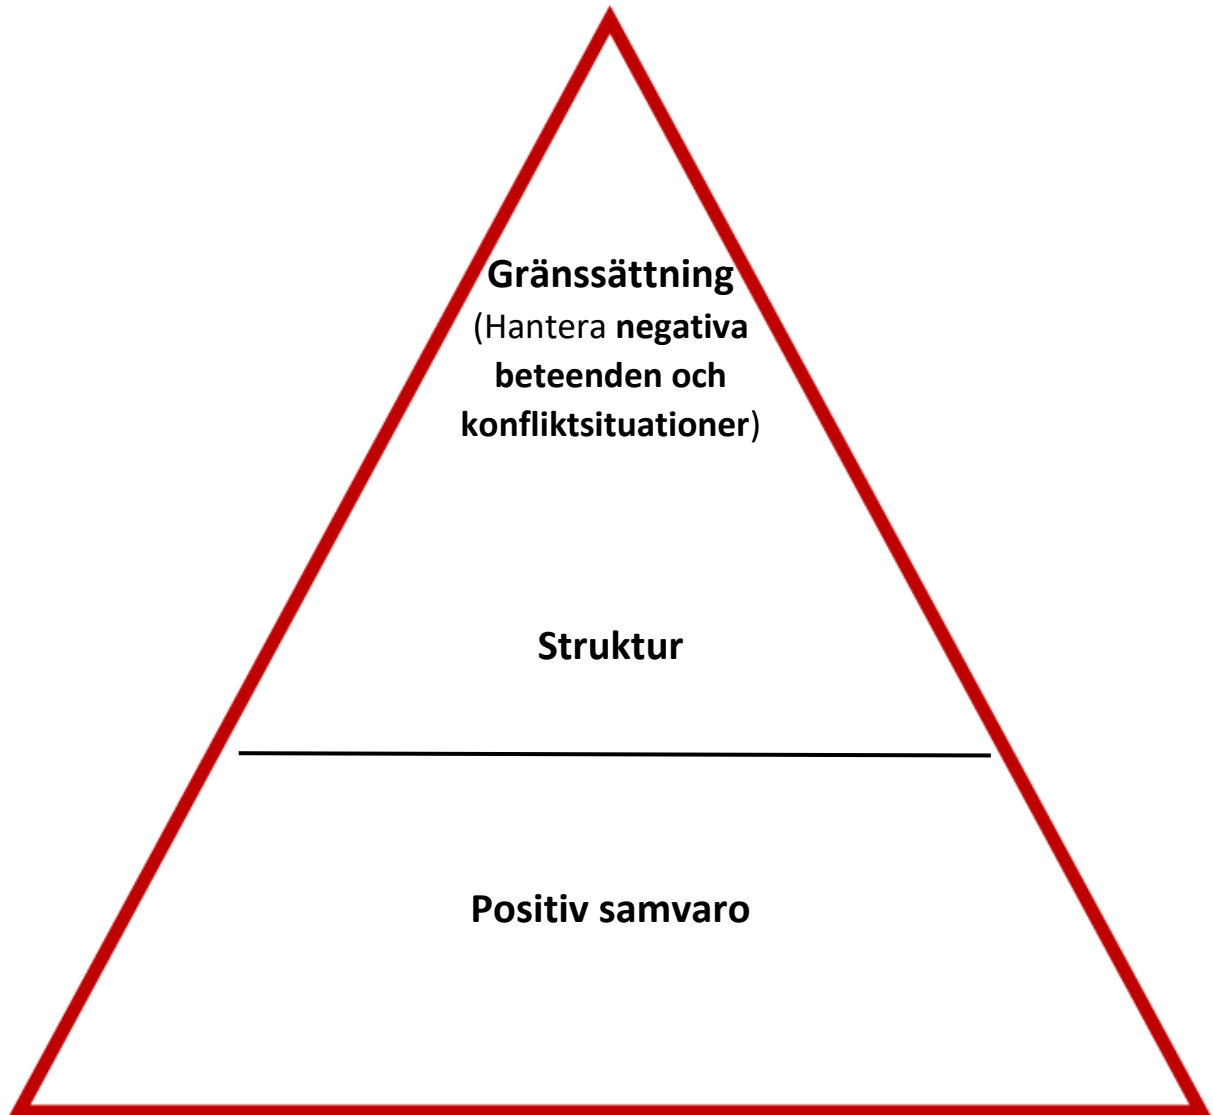 Gränssättning
(Hantera negativa
beteenden och
konfliktsituationer)
Struktur
Positiv samvaro